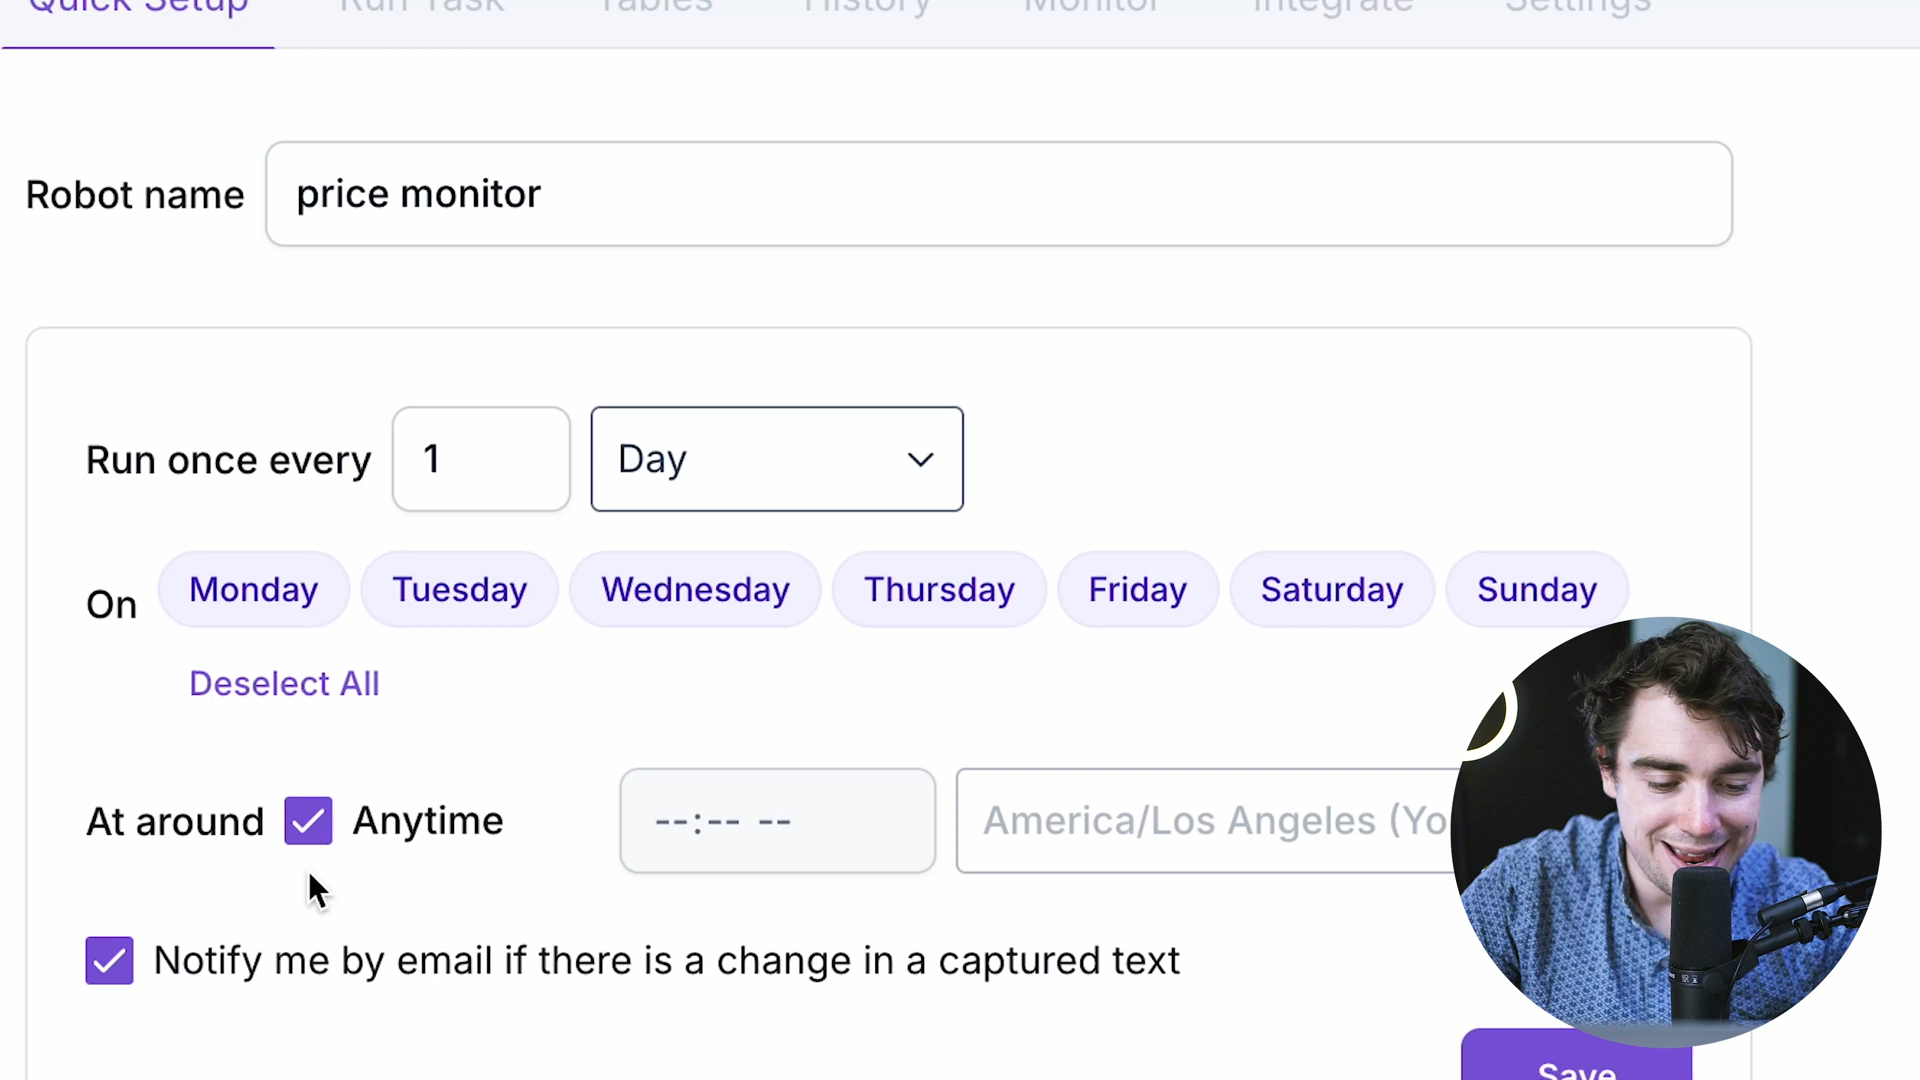 Quick Setup Run Task Tables History Monitor Integrate Settings
Robot name price monitor
Run once every 1 Day
On Monday Tuesday Wednesday Thursday Friday Saturday Sunday
Deselect All
At around Anytime --:-- -- America/Los Angeles (Yo
Notify me by email if there is a change in a captured text
Save